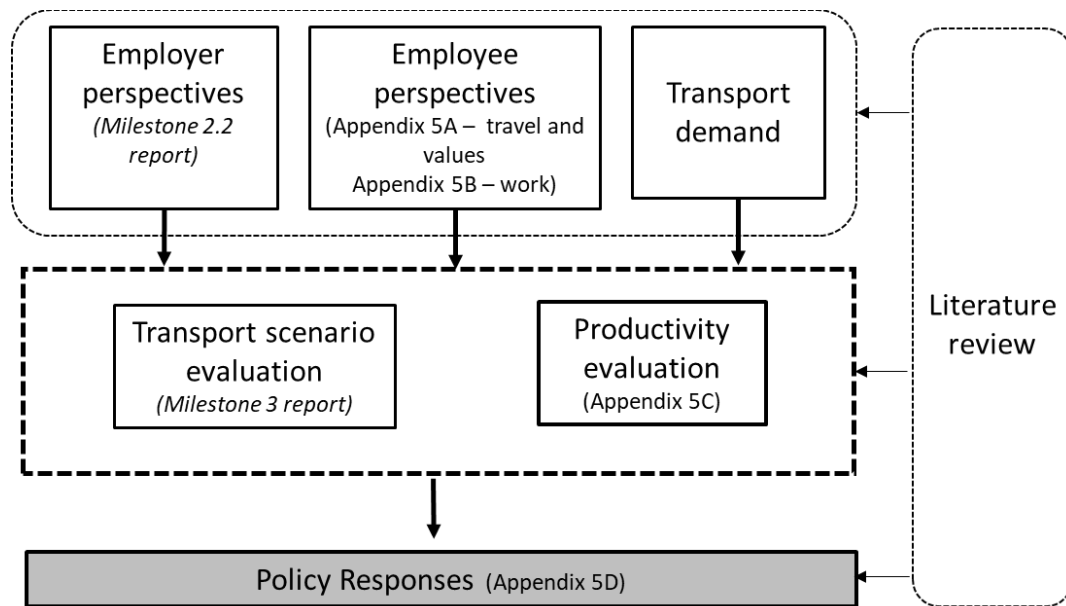 Employer
perspectives
(Milestone 2.2
report)
Employee
perspectives
(Appendix 5A – travel and
values
Appendix 5B – work)
Transport
demand
Transport scenario
evaluation
(Milestone 3 report)
Productivity
evaluation
(Appendix 5C)
Literature
review
Policy Responses (Appendix 5D)